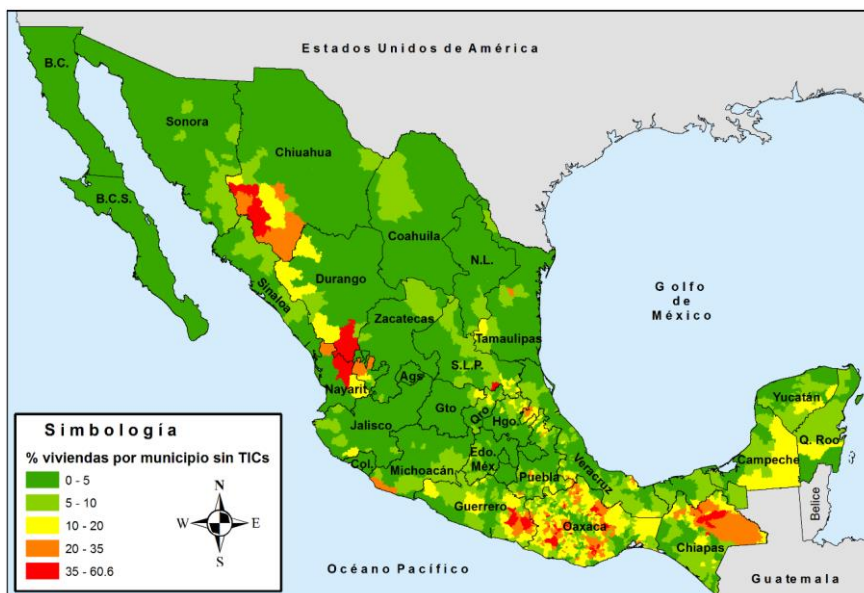 Estados Unidos de América
B.C.
Sonora
Chiuahua
B.C.S.
Coahuila
N.L.
Durango
Sinaloa
Golfo
de
México
Zacatecas
Tamaulipas
S.L.P.
Nayarit
Ags
Yucatán
Gto
Qro.
Hgo.
Q. Roo
Jalisco
Campeche
Edo.
Méx.
Col.
Michoacán
Puebla
Veracruz
Belice
Guerrero
Oaxaca
Chiapas
Guatemala
Océano Pacífico
Simbología
% viviendas por municipio sin TICs
0 - 5
5 - 10
10 - 20
20 - 35
35 - 60.6
N
W
E
S